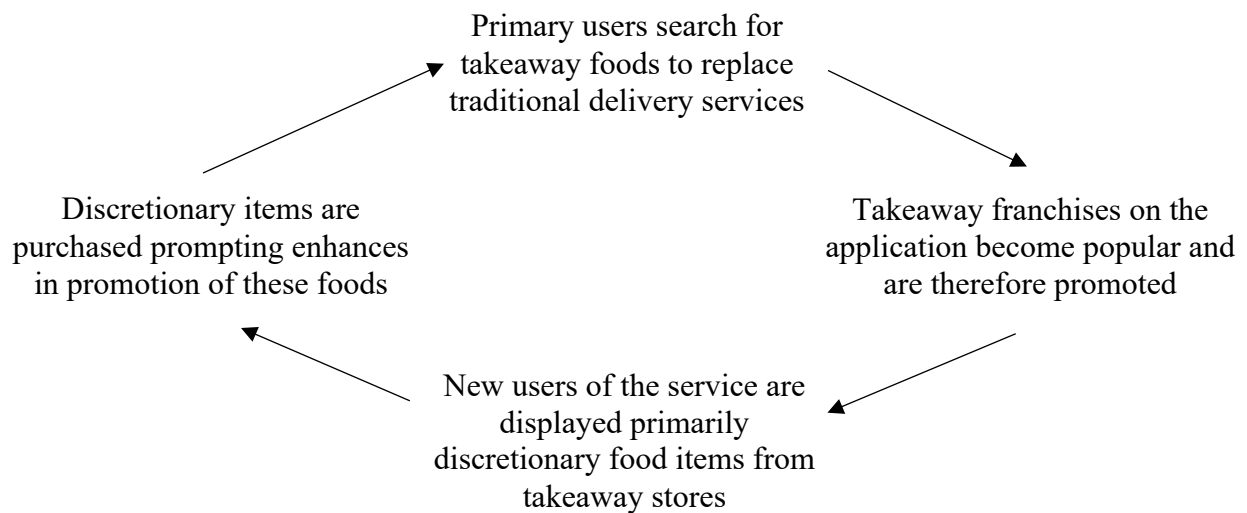 Primary users search for
takeaway foods to replace
traditional delivery services
Takeaway franchises on the
application become popular and
are therefore promoted
New users of the service are
displayed primarily
discretionary food items from
takeaway stores
Discretionary items are
purchased prompting enhances
in promotion of these foods